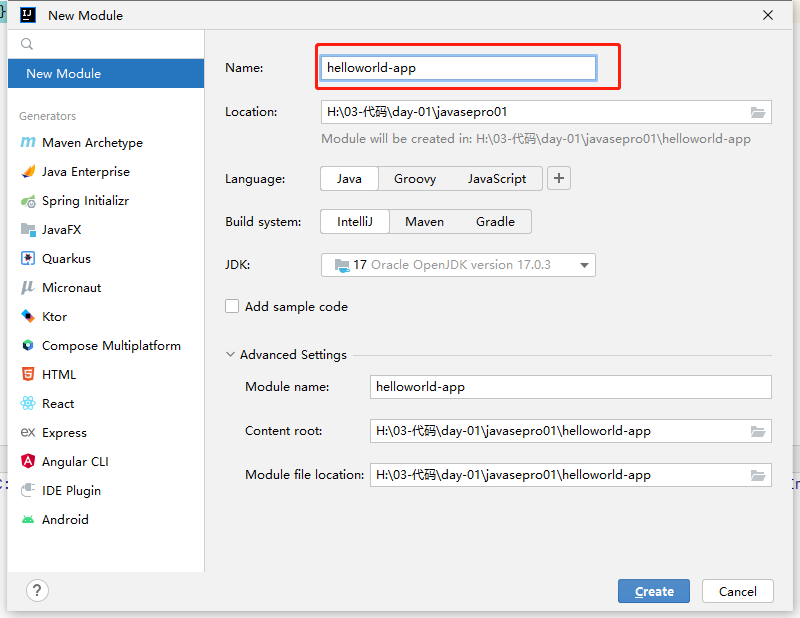 New Module
New Module
Generators
Maven Archetype
Java Enterprise
Spring Initializr
JavaFX
Quarkus
Micronaut
Ktor
Compose Multiplatform
HTML
React
ex Express
Angular CLI
IDE Plugin
Android
Name: helloworld-app
Location: H:\03-代码\day-01\javasepro01
Module will be created in: H:\03-代码\day-01\javasepro01\helloworld-app
Language: Java Groovy JavaScript +
Build system: IntelliJ Maven Gradle
JDK: 17 Oracle OpenJDK version 17.0.3
Add sample code
Advanced Settings
Module name: helloworld-app
Content root: H:\03-代码\day-01\javasepro01\helloworld-app
Module file location: H:\03-代码\day-01\javasepro01\helloworld-app
? Create Cancel